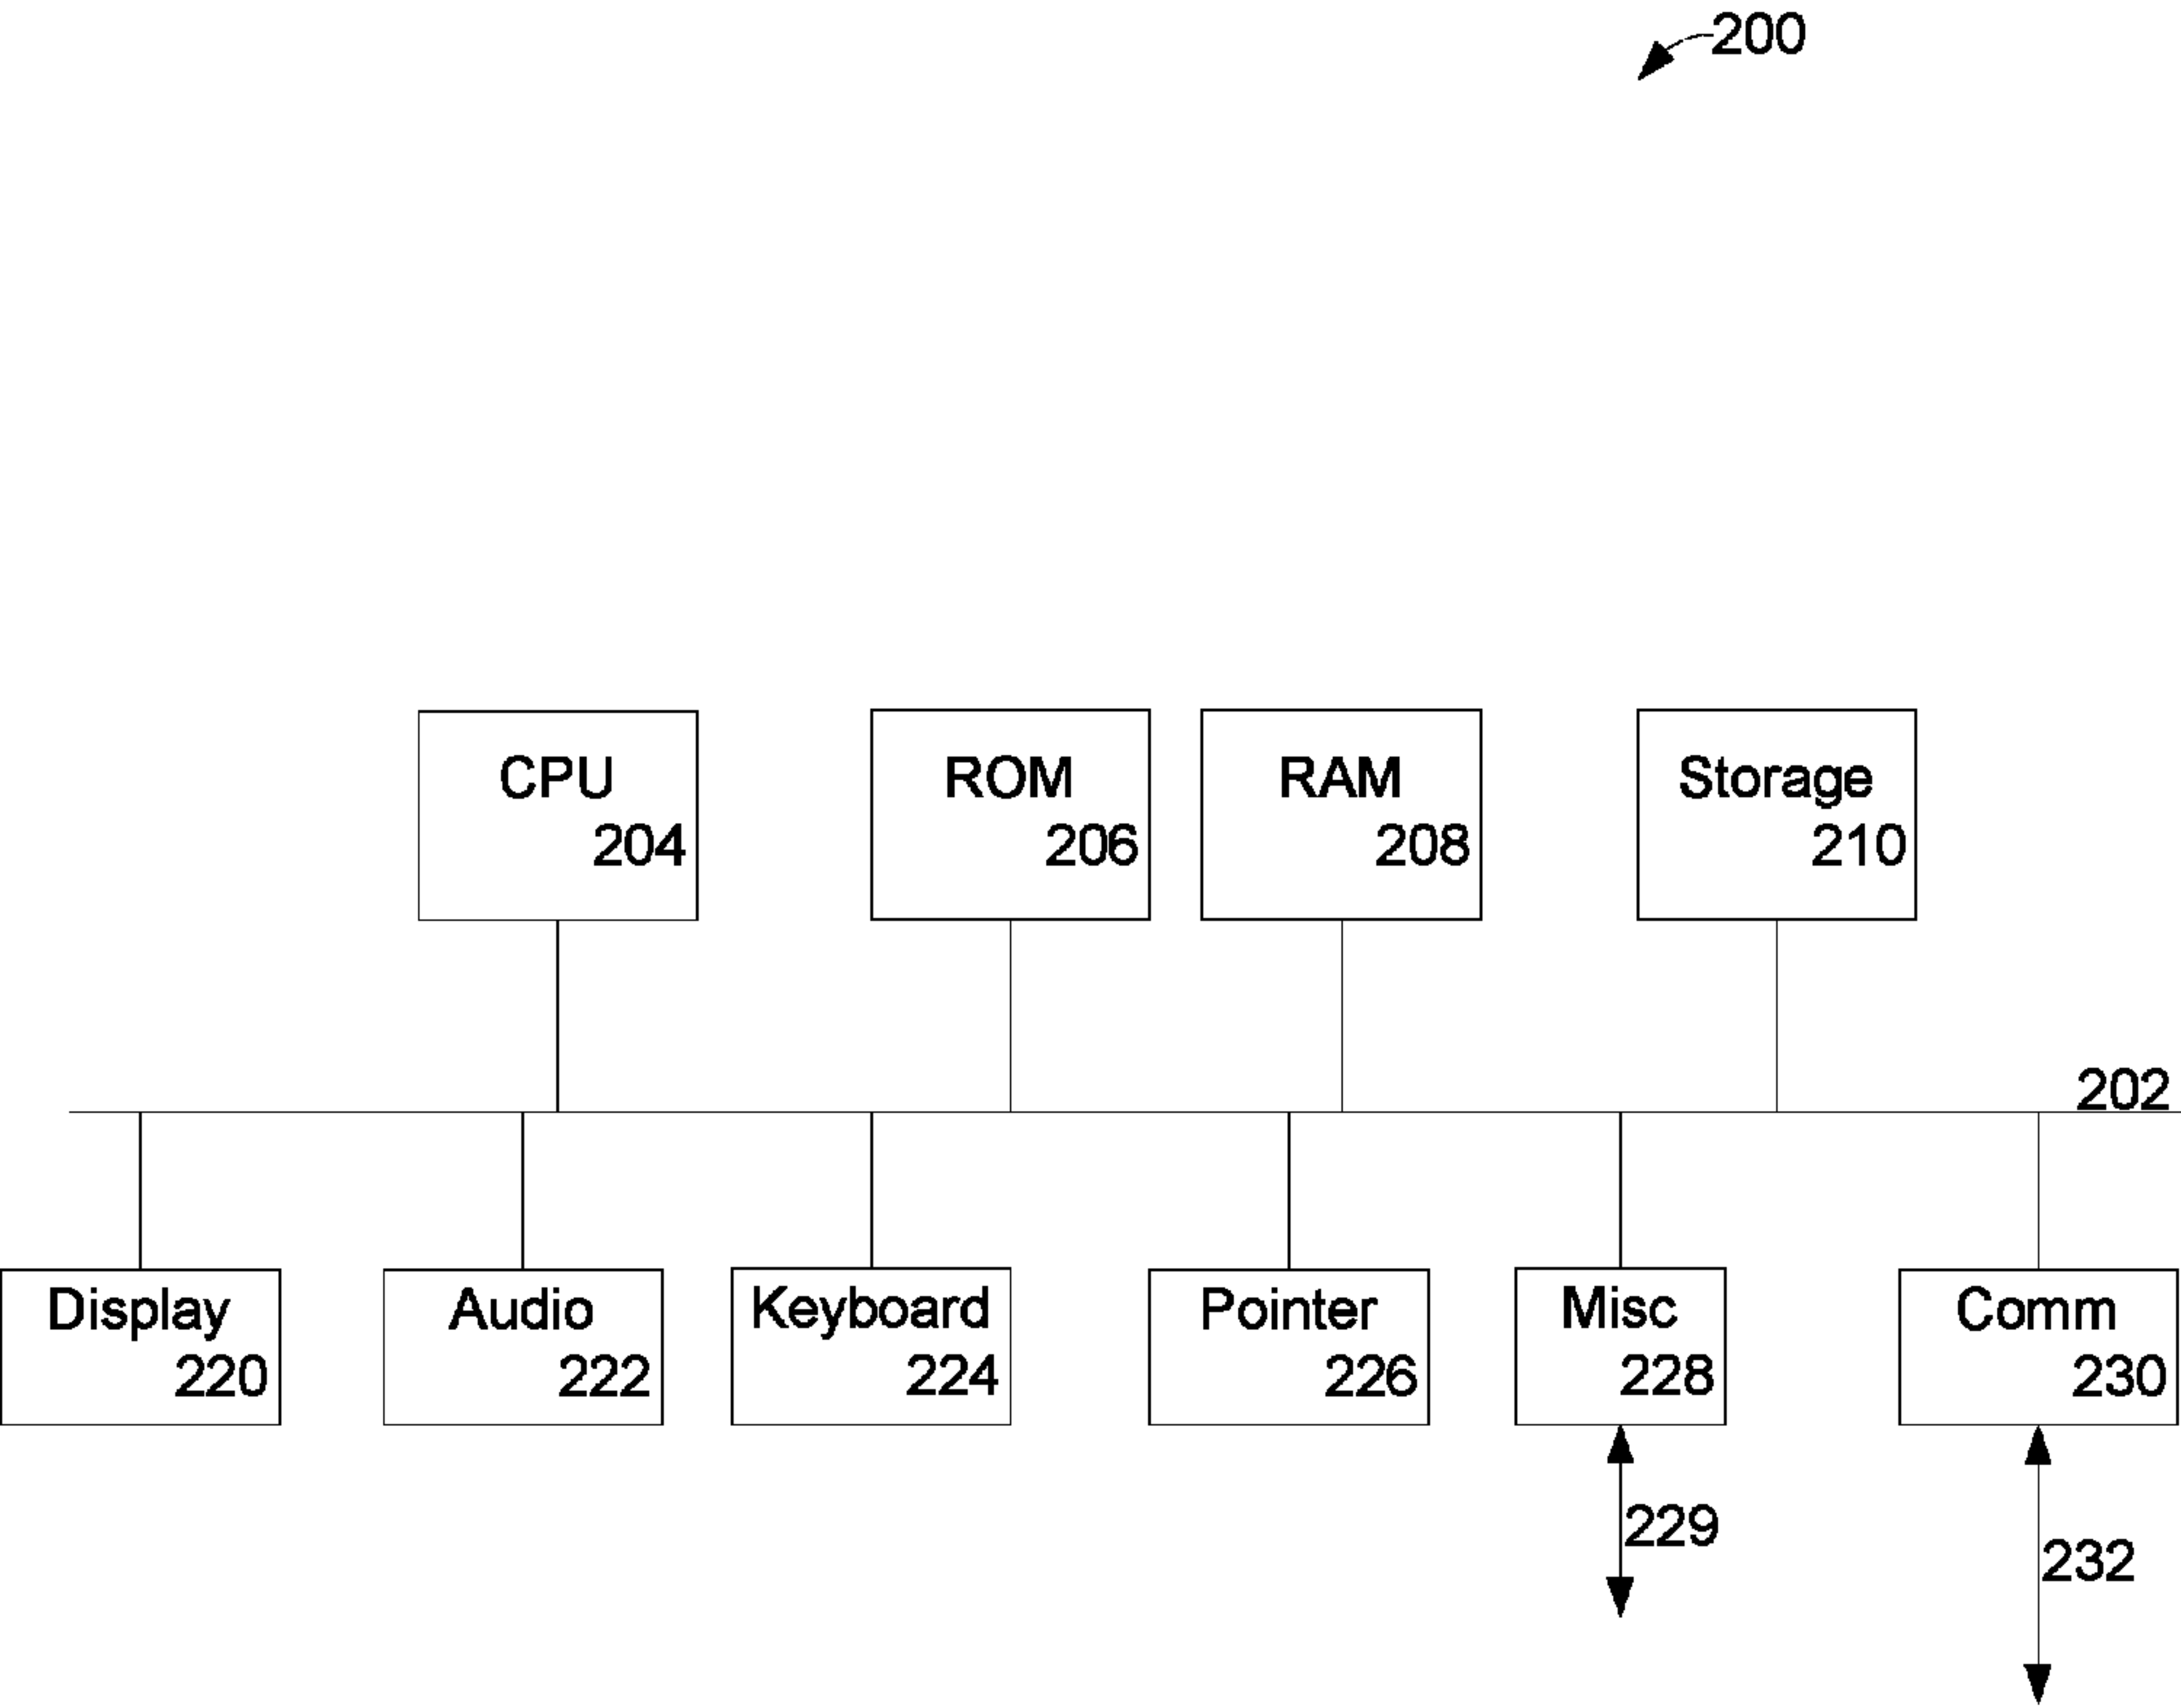 200
CPU
204
ROM
206
RAM
208
Storage
210
202
Display
220
Audio
222
Keyboard
224
Pointer
226
Misc
228
Comm
230
229
232